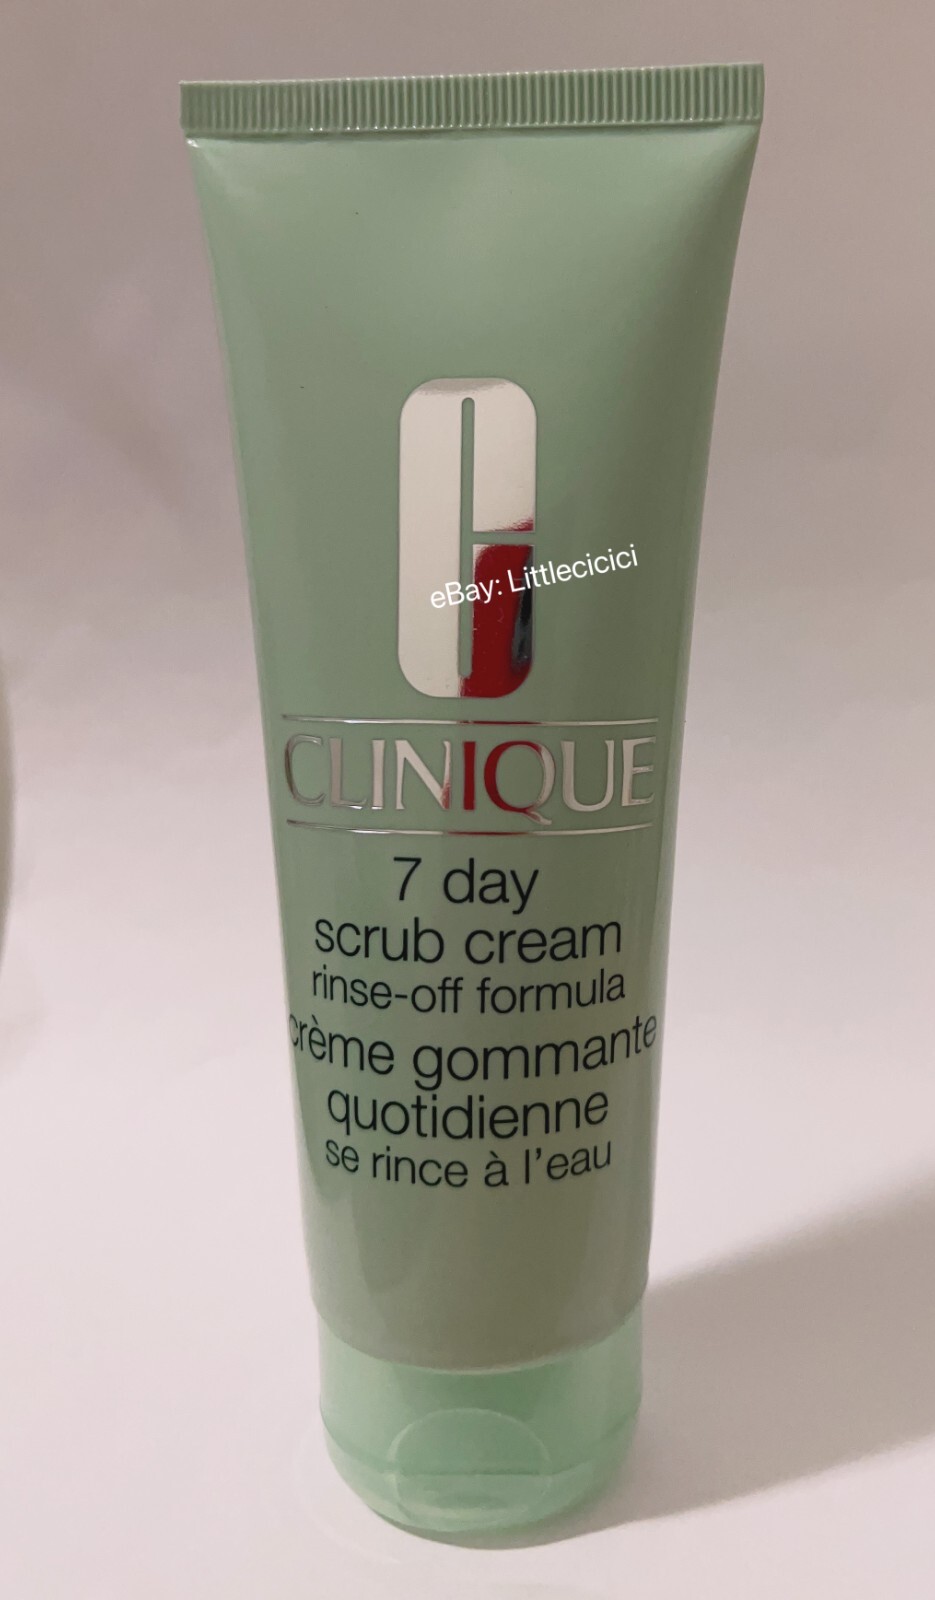 eBay: Littlecicici
CLINIQUE
7 day
scrub cream
rinse-off formula
crème gommante
quotidienne
se rince à l'eau